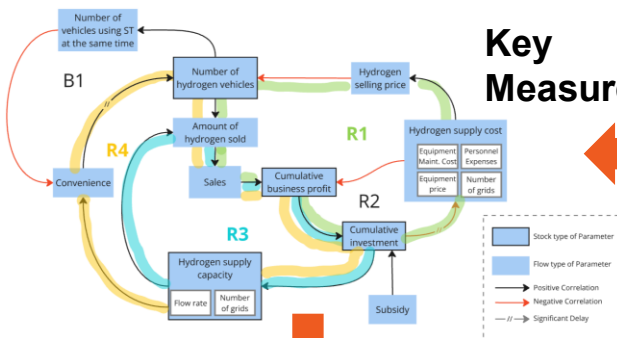 Number of
vehicles using ST
at the same time
B1
Number of
hydrogen vehicles
Hydrogen
selling price
Key
R4
Amount of
hydrogen sold
R1
Hydrogen supply cost
Equipment
Maint. Cost
Personnel
Expenses
Equipment
price
Number
of grids
Convenience
Sales
Cumulative
business profit
R2
R3
Cumulative
investment
Hydrogen supply
capacity
Flow rate
Number
of grids
Subsidy
Stock type of Parameter
Flow type of Parameter
Positive Correlation
Negative Correlation
Significant Delay